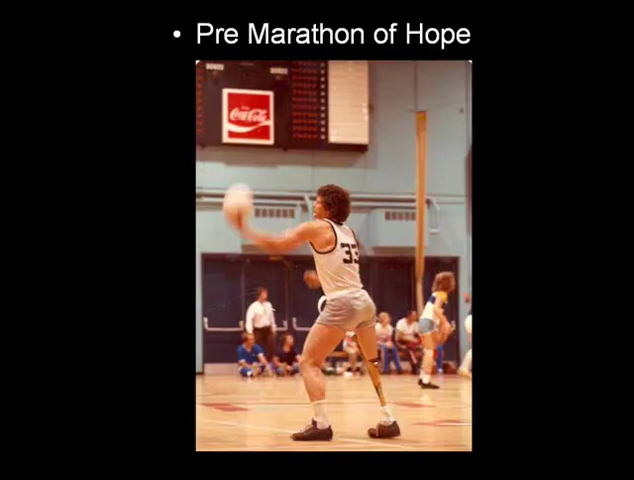 • Pre Marathon of Hope
Coca-Cola
33